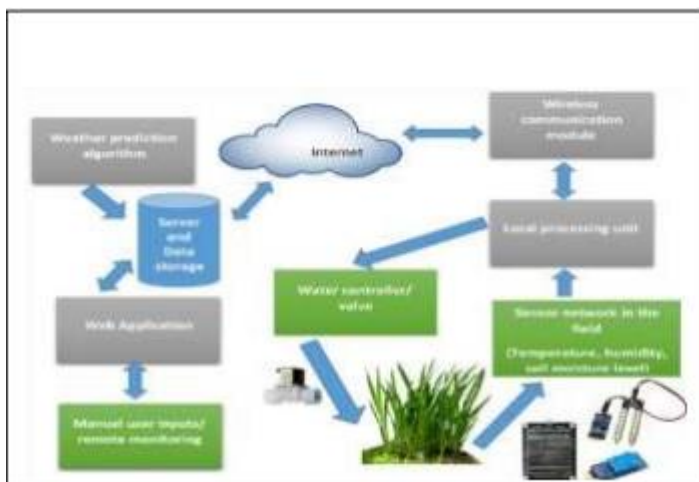 Weather prediction
algorithm
Internet
Wireless
communication
module
Server
and
Data
storage
Local processing unit
Water controller/
valve
Web Application
Sensor network in the
field
(Temperature, humidity,
soil moisture level)
Manual user inputs/
remote monitoring